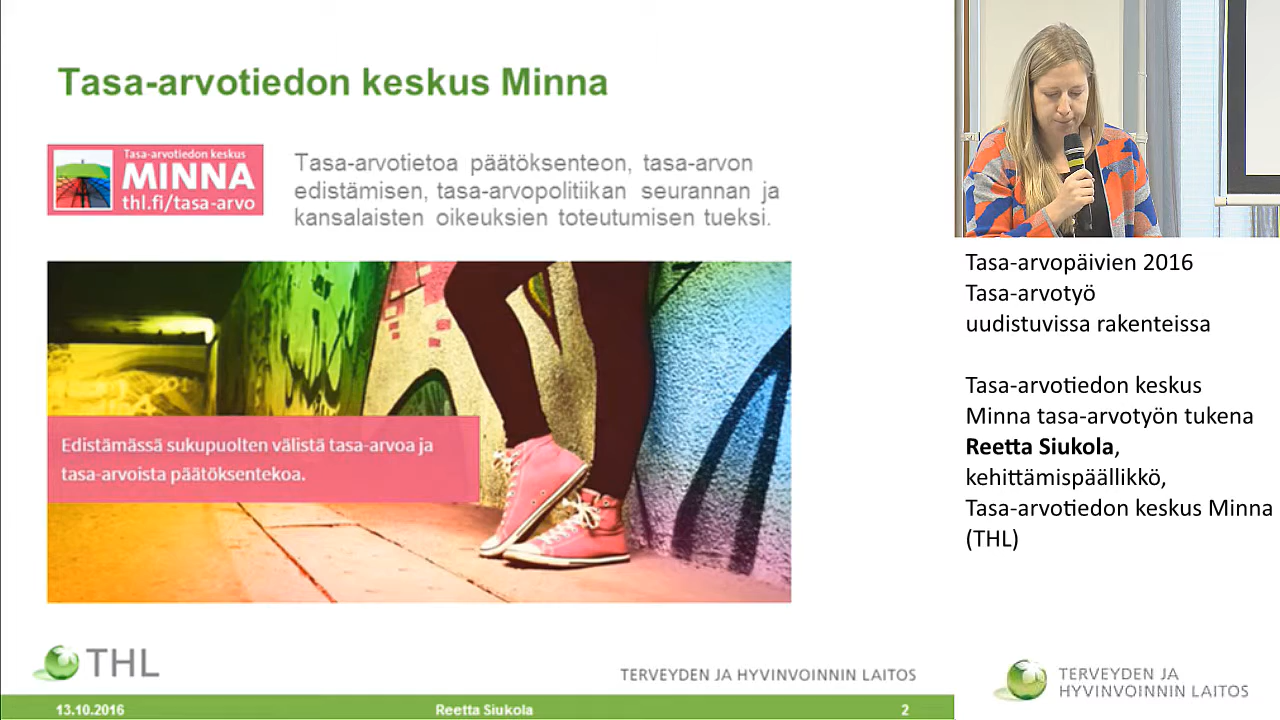 Tasa-arvotiedon keskus Minna
Tasa-arvotiedon keskus
MINNA
thl.fi/tasa-arvo
Tasa-arvotietoa päätöksenteon, tasa-arvon
edistämisen, tasa-arvopolitiikan seurannan ja
kansalaisten oikeuksien toteutumisen tueksi.
Edistämässä sukupuolten välistä tasa-arvoa ja
tasa-arvoista päätöksentekoa.
THL
TERVEYDEN JA HYVINVOINNIN LAITOS
13.10.2016
Reetta Siukola
2
Tasa-arvopäivien 2016
Tasa-arvotyö
uudistuvissa rakenteissa
Tasa-arvotiedon keskus
Minna tasa-arvotyön tukena
Reetta Siukola,
kehittämispäällikkö,
Tasa-arvotiedon keskus Minna
(THL)
TERVEYDEN JA
HYVINVOINNIN LAITOS